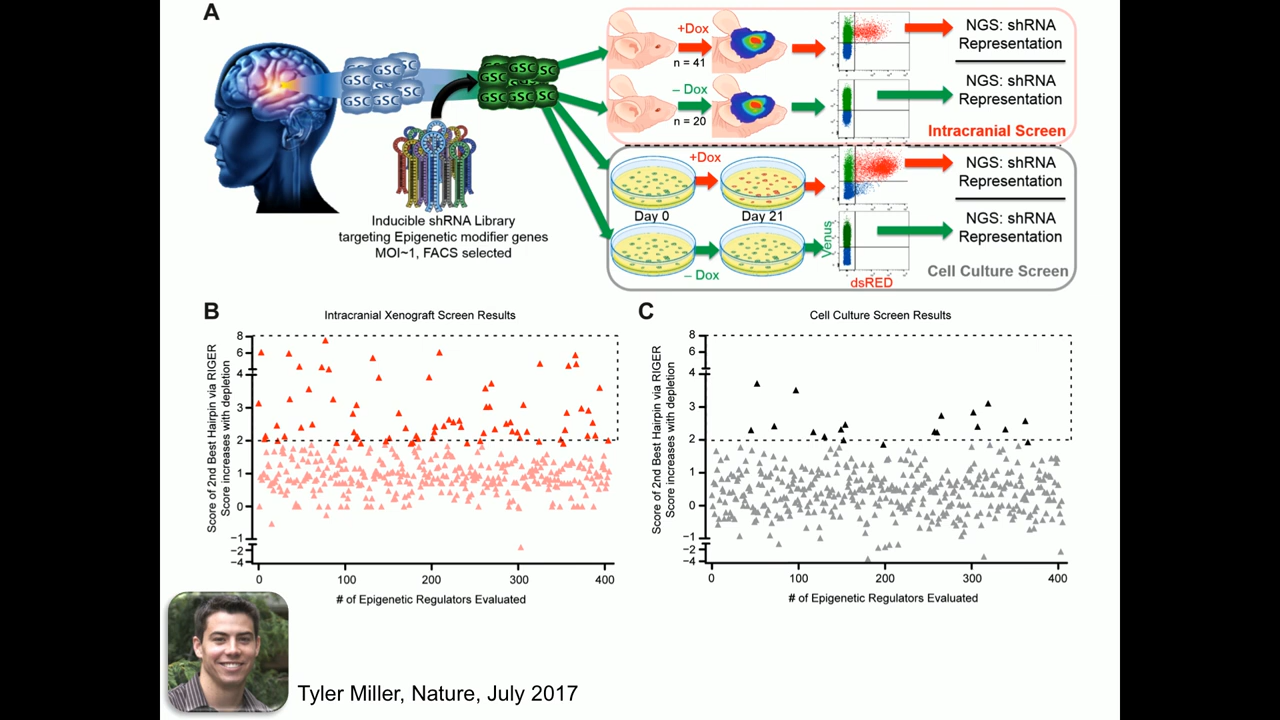 A
GSC GSC
GSC GSC
GSC GSC GSC
GSC GSC SC
GSC GSC SC
+Dox
n = 41
NGS: shRNA
Representation
– Dox
n = 20
NGS: shRNA
Representation
Intracranial Screen
+Dox
NGS: shRNA
Representation
Day 0
Day 21
NGS: shRNA
Representation
– Dox
Venus
dsRED
Cell Culture Screen
Inducible shRNA Library
targeting Epigenetic modifier genes
MOI~1, FACS selected
B
Intracranial Xenograft Screen Results
Score of 2nd Best Hairpin via RIGER
Score increases with depletion
8
6
4
3
2
1
0
−1
−2
−4
0 100 200 300 400
# of Epigenetic Regulators Evaluated
C
Cell Culture Screen Results
Score of 2nd Best Hairpin via RIGER
Score increases with depletion
8
6
4
3
2
1
0
−1
−2
−4
0 100 200 300 400
# of Epigenetic Regulators Evaluated
Tyler Miller, Nature, July 2017